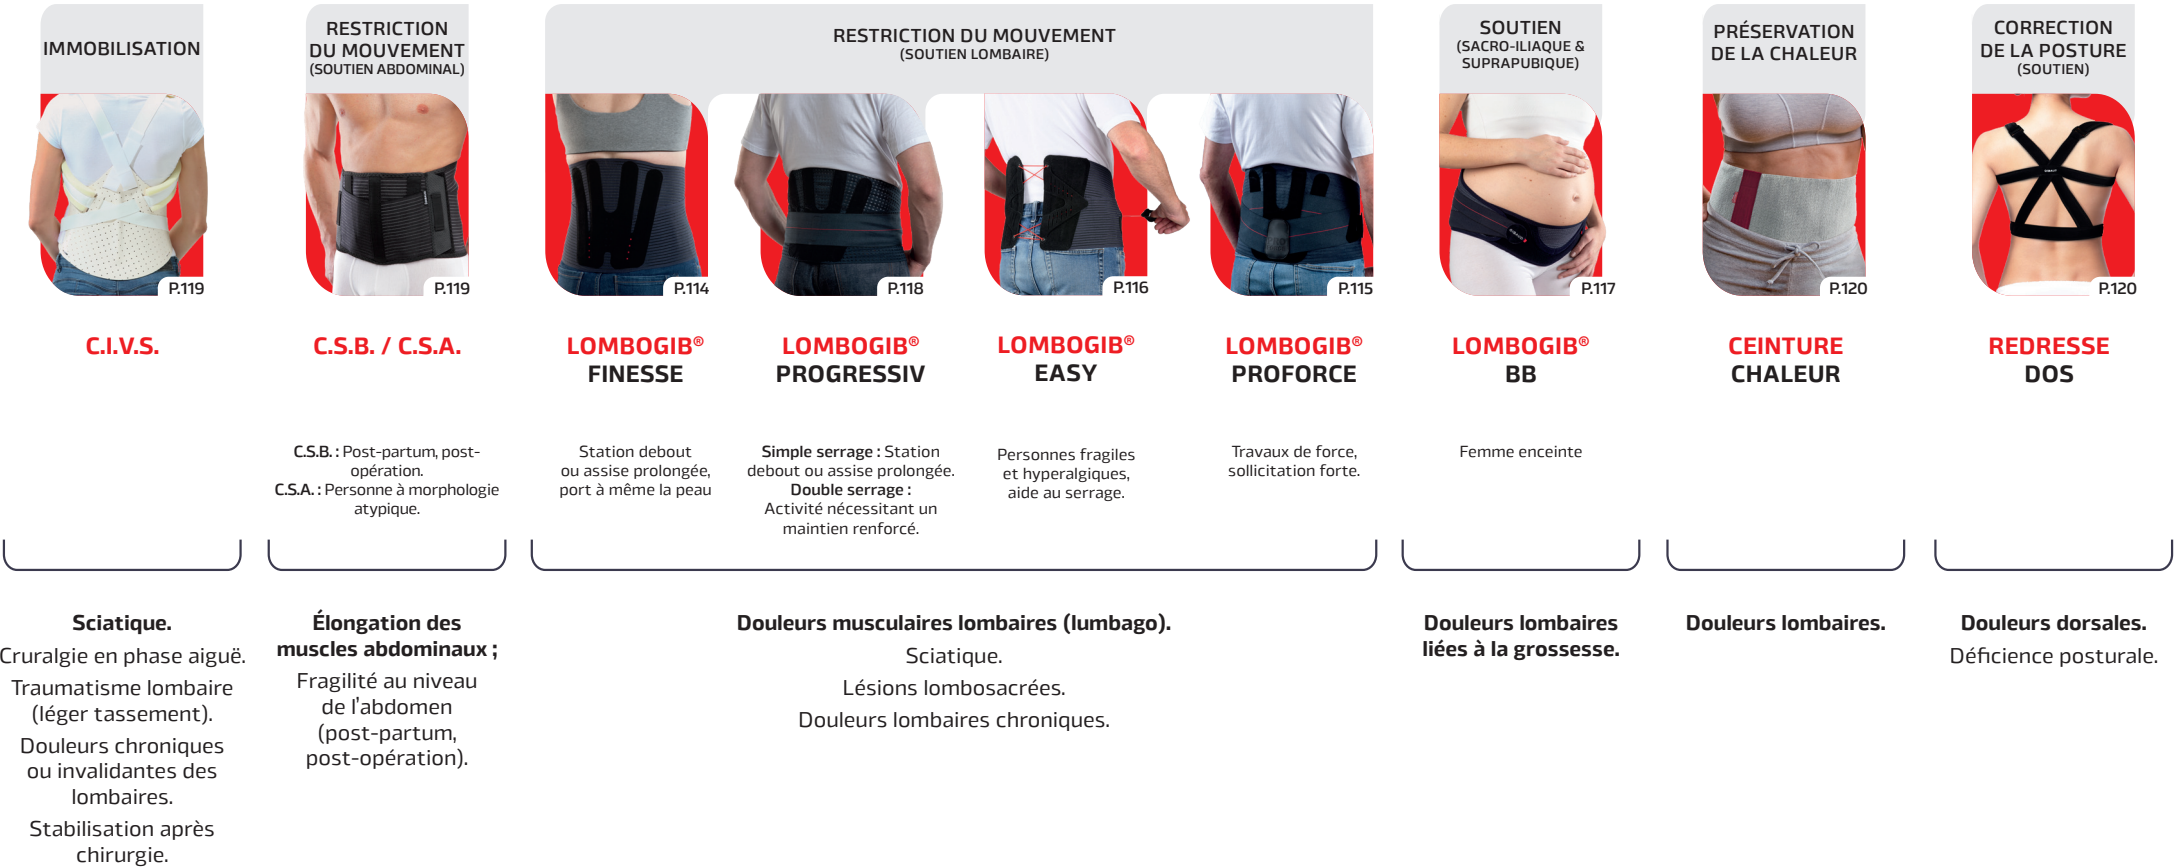 IMMOBILISATION
RESTRICTION
DU MOUVEMENT
(SOUTIEN ABDOMINAL)
RESTRICTION DU MOUVEMENT
(SOUTIEN LOMBAIRE)
SOUTIEN
(SACRO-ILIAQUE &
SUPRAPUBIQUE)
PRÉSERVATION
DE LA CHALEUR
CORRECTION
DE LA POSTURE
(SOUTIEN)
P.119
P.119
P.114
P.118
P.116
P.115
P.117
P.120
P.120
C.I.V.S.
C.S.B. / C.S.A.
C.S.B. : Post-partum, post-
opération.
C.S.A. : Personne à morphologie
atypique.
LOMBOGIB®
FINESSE
Station debout
ou assise prolongée,
port à même la peau
LOMBOGIB®
PROGRESSIV
Simple serrage : Station
debout ou assise prolongée.
Double serrage :
Activité nécessitant un
maintien renforcé.
LOMBOGIB®
EASY
Personnes fragiles
et hyperalgiques,
aide au serrage.
LOMBOGIB®
PROFORCE
Travaux de force,
sollicitation forte.
LOMBOGIB®
BB
Femme enceinte
CEINTURE
CHALEUR
REDRESSE
DOS
Sciatique.
Cruralgie en phase aiguë.
Traumatisme lombaire
(léger tassement).
Douleurs chroniques
ou invalidantes des
lombaires.
Stabilisation après
chirurgie.
Élongation des
muscles abdominaux ;
Fragilité au niveau
de l'abdomen
(post-partum,
post-opération).
Douleurs musculaires lombaires (lumbago).
Sciatique.
Lésions lombosacrées.
Douleurs lombaires chroniques.
Douleurs lombaires
liées à la grossesse.
Douleurs lombaires.
Douleurs dorsales.
Déficience posturale.